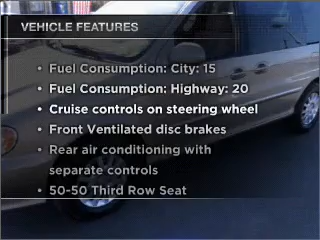 VEHICLE FEATURES
• Fuel Consumption: City: 15
• Fuel Consumption: Highway: 20
• Cruise controls on steering wheel
• Front Ventilated disc brakes
• Rear air conditioning with
separate controls
• 50-50 Third Row Seat